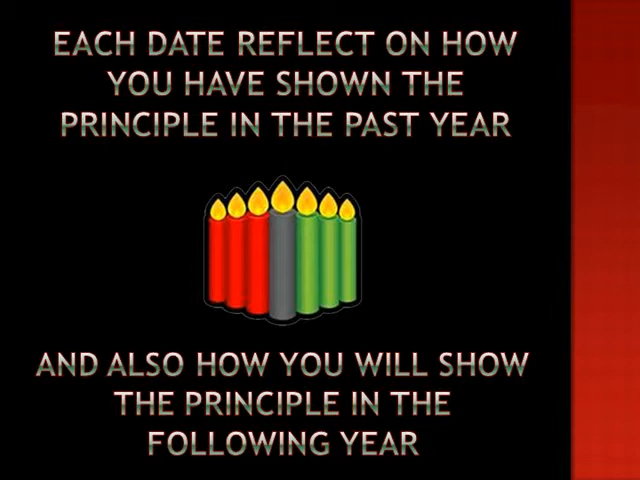 EACH DATE REFLECT ON HOW
YOU HAVE SHOWN THE
PRINCIPLE IN THE PAST YEAR
AND ALSO HOW YOU WILL SHOW
THE PRINCIPLE IN THE
FOLLOWING YEAR